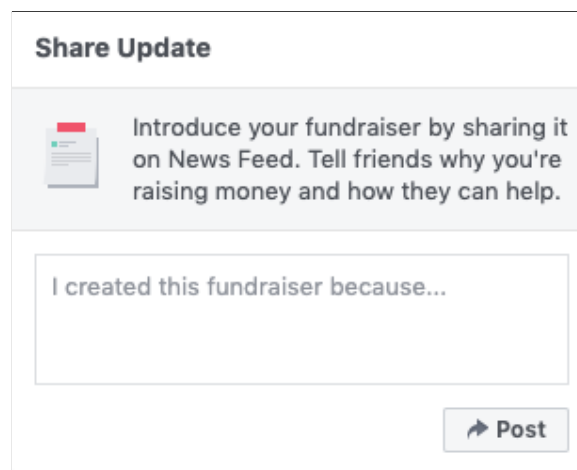 Share Update
Introduce your fundraiser by sharing it
on News Feed. Tell friends why you're
raising money and how they can help.
I created this fundraiser because...
Post